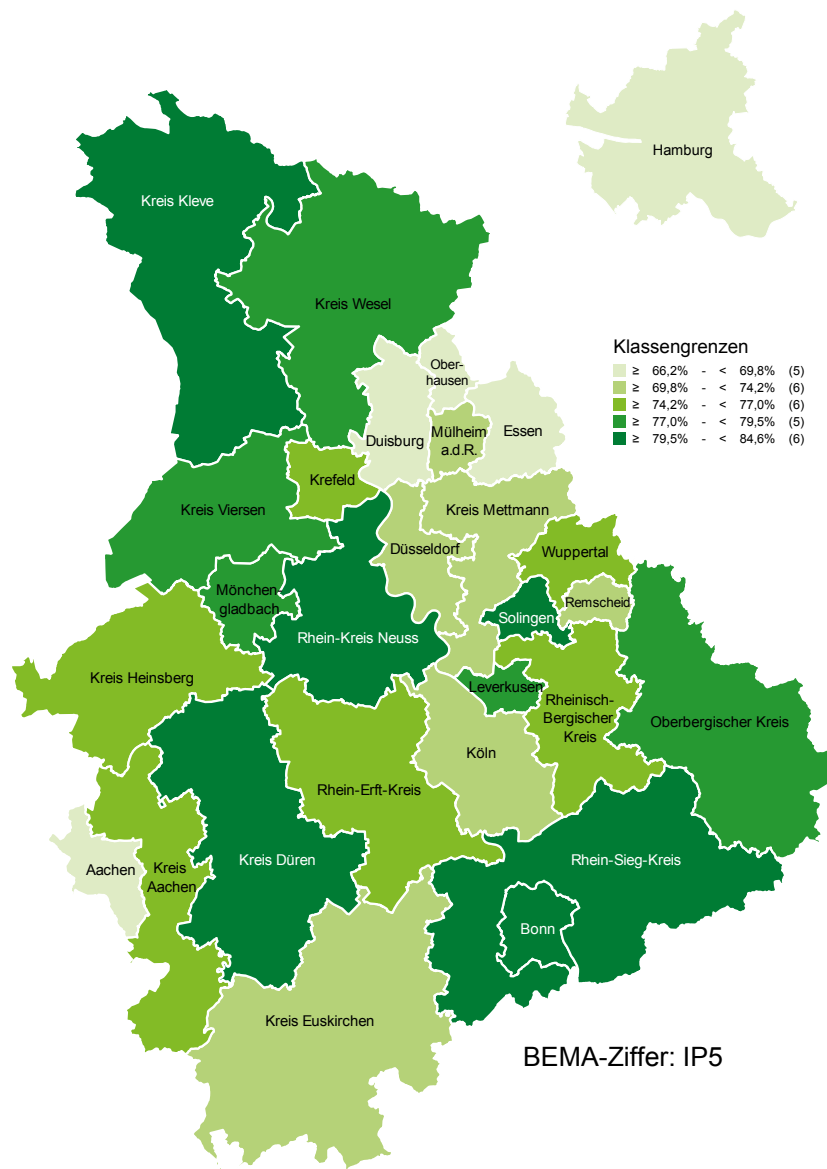 Hamburg
Kreis Kleve
Kreis Wesel
Klassengrenzen
≥ 66,2% - < 69,8% (5)
≥ 69,8% - < 74,2% (6)
≥ 74,2% - < 77,0% (6)
≥ 77,0% - < 79,5% (5)
≥ 79,5% - < 84,6% (6)
Ober-
hausen
Duisburg
Mülheim
a.d.R.
Essen
Krefeld
Kreis Viersen
Kreis Mettmann
Düsseldorf
Wuppertal
Mönchen
gladbach
Remscheid
Solingen
Rhein-Kreis Neuss
Kreis Heinsberg
Leverkusen
Rheinisch-
Bergischer
Kreis
Oberbergischer Kreis
Köln
Rhein-Erft-Kreis
Kreis Düren
Rhein-Sieg-Kreis
Aachen
Kreis
Aachen
Bonn
Kreis Euskirchen
BEMA-Ziffer: IP5